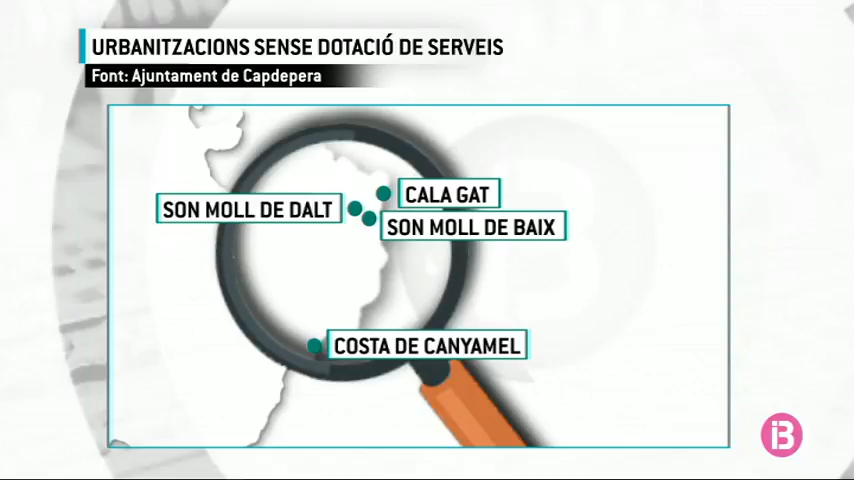 URBANITZACIONS SENSE DOTACIÓ DE SERVEIS
Font: Ajuntament de Capdepera
CALA GAT
SON MOLL DE DALT
SON MOLL DE BAIX
COSTA DE CANYAMEL
iB